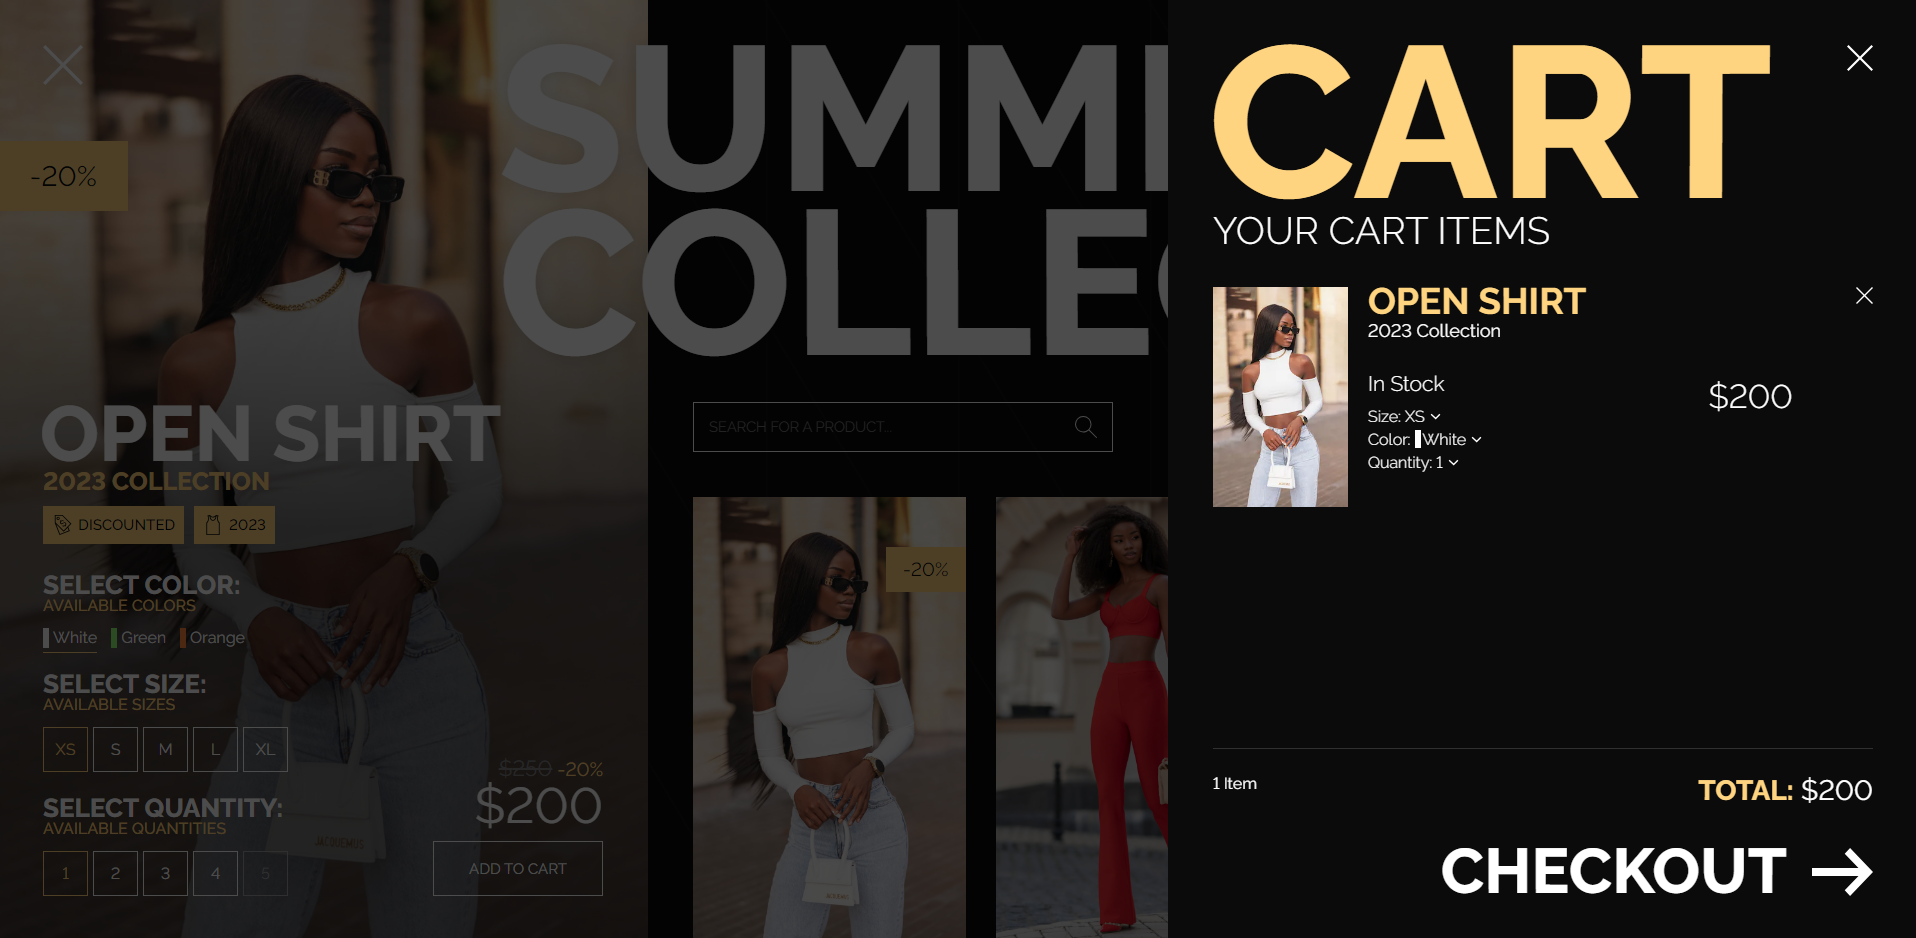 -20%
OPEN SHIRT
2023 COLLECTION
DISCOUNTED
2023
SELECT COLOR:
AVAILABLE COLORS
White
Green
Orange
SELECT SIZE:
AVAILABLE SIZES
XS
S
M
L
XL
SELECT QUANTITY:
AVAILABLE QUANTITIES
1
2
3
4
5
JACQUEMUS
$250 -20%
$200
ADD TO CART
SUMM
COLLEC
SEARCH FOR A PRODUCT...
-20%
CART
YOUR CART ITEMS
OPEN SHIRT
2023 Collection
In Stock
Size: XS
Color: White
Quantity: 1
$200
1 Item
TOTAL: $200
CHECKOUT